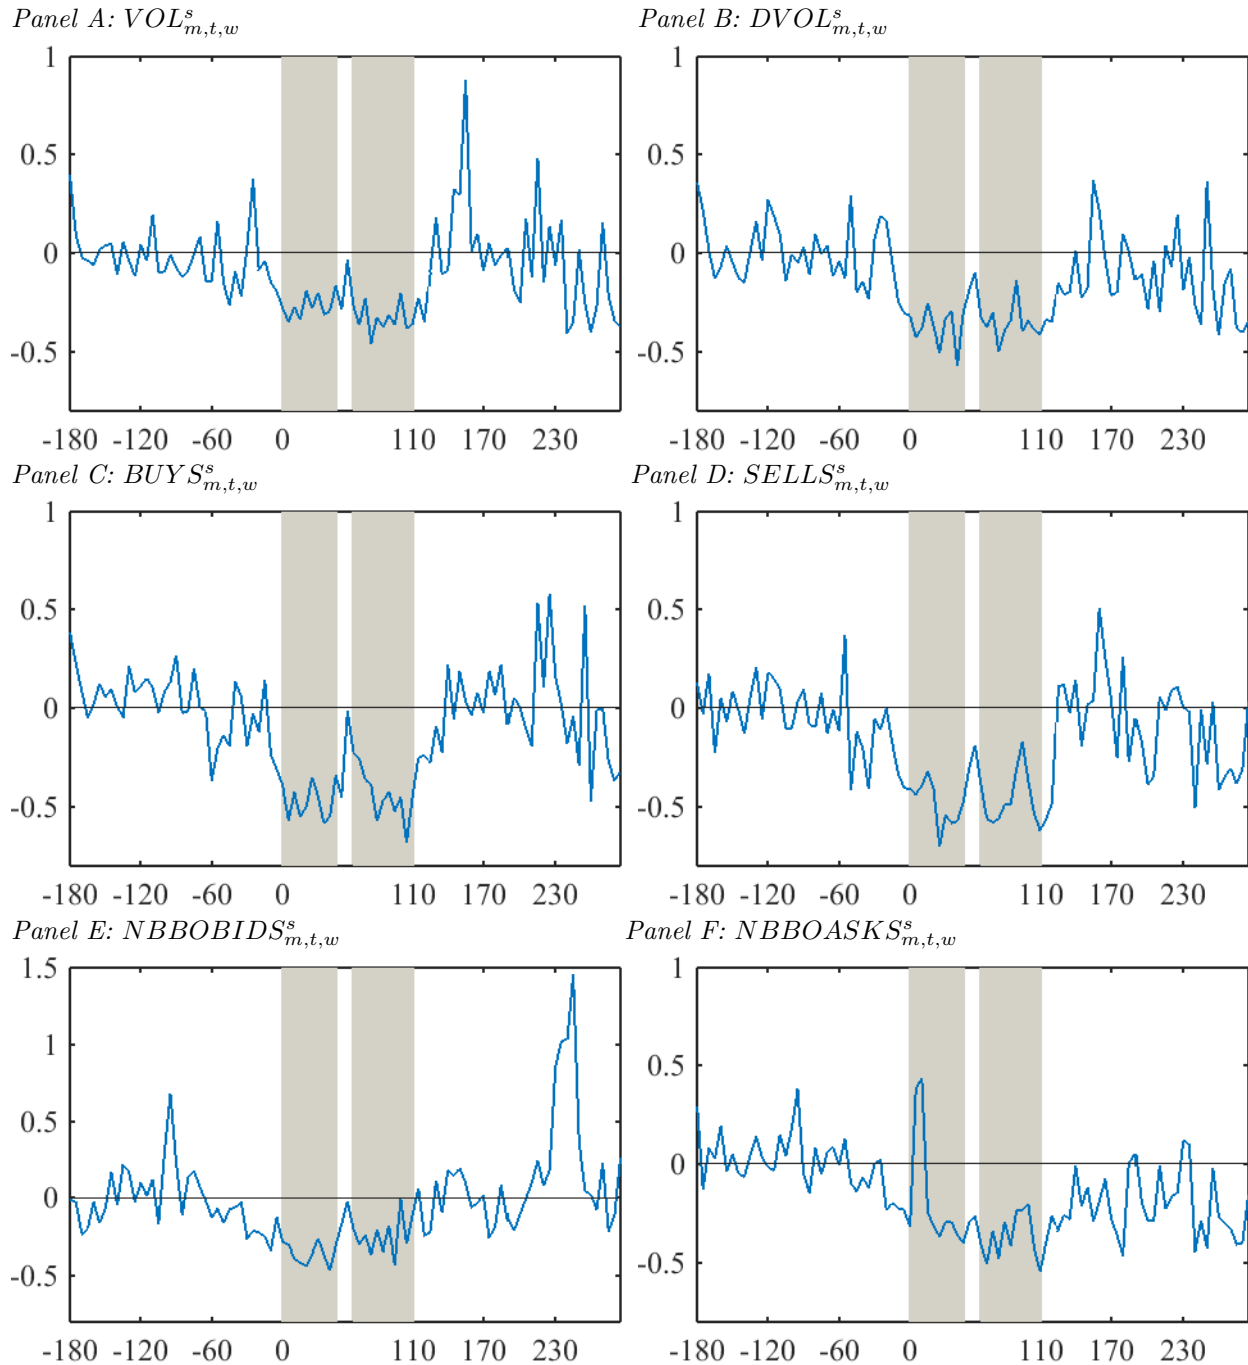 Panel A: VOL^s_{m,t,w}
1
0.5
0
-0.5
-180 -120 -60 0 110 170 230
Panel B: DVOL^s_{m,t,w}
1
0.5
0
-0.5
-180 -120 -60 0 110 170 230
Panel C: BUYS^s_{m,t,w}
1
0.5
0
-0.5
-180 -120 -60 0 110 170 230
Panel D: SELLS^s_{m,t,w}
1
0.5
0
-0.5
-180 -120 -60 0 110 170 230
Panel E: NBBOBIDS^s_{m,t,w}
1.5
1
0.5
0
-0.5
-180 -120 -60 0 110 170 230
Panel F: NBBOASKS^s_{m,t,w}
1
0.5
0
-0.5
-180 -120 -60 0 110 170 230